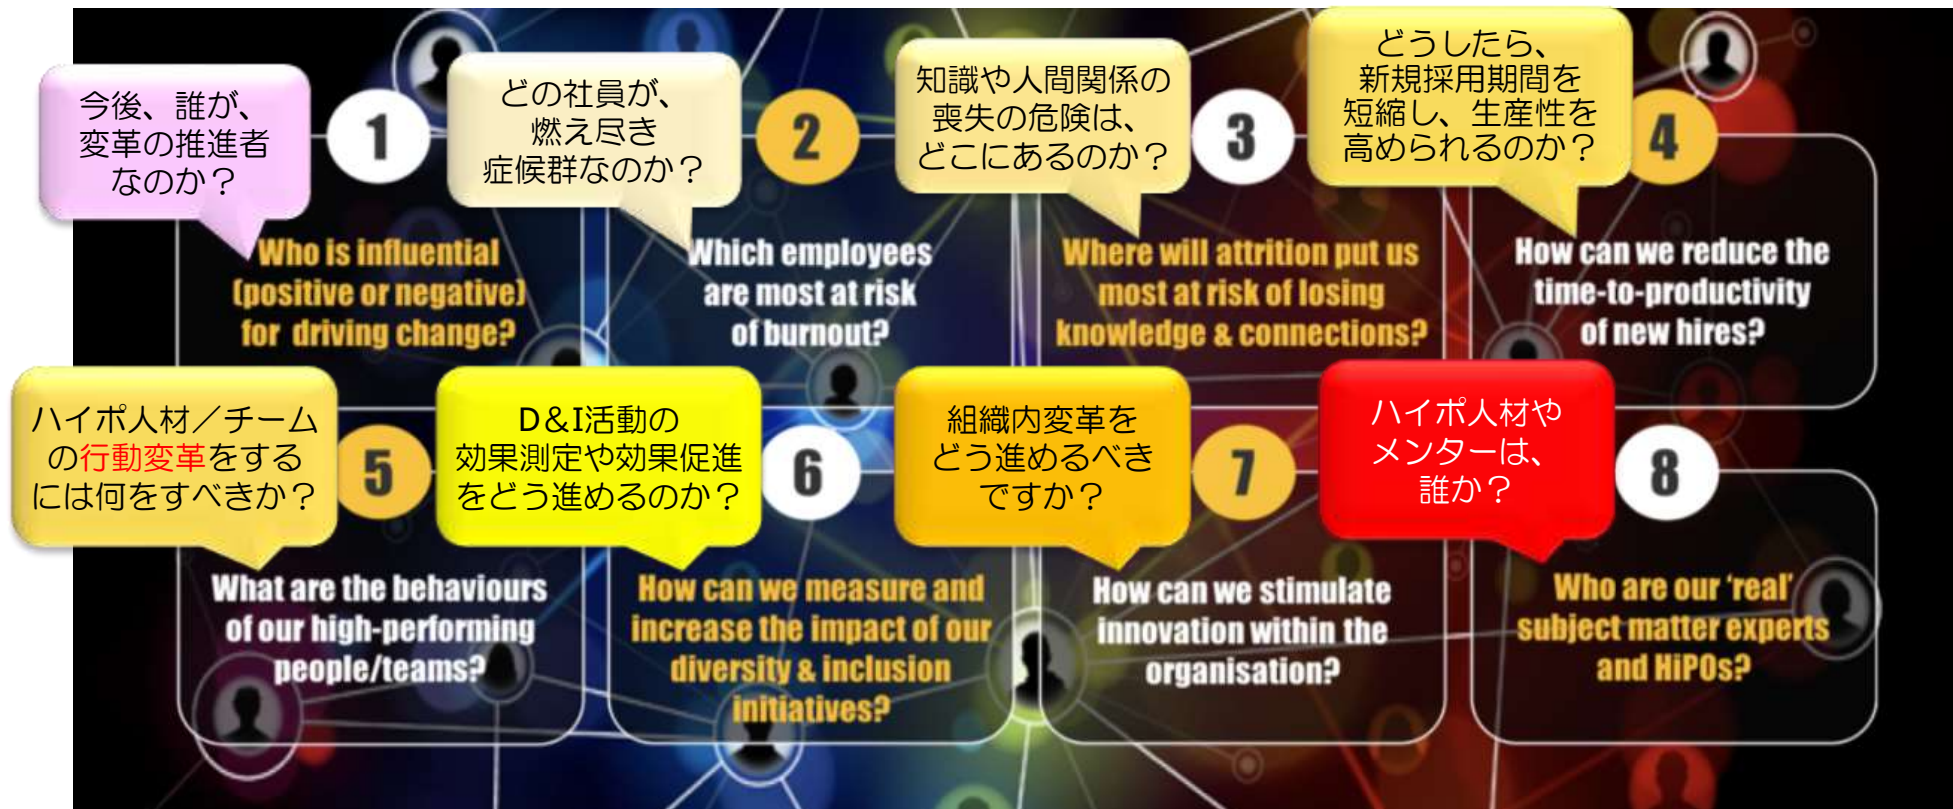 今後、誰が、
変革の推進者
なのか？
1
Who is influential
(positive or negative)
for driving change?
どの社員が、
燃え尽き
症候群なのか？
2
Which employees
are most at risk
of burnout?
知識や人間関係の
喪失の危険は、
どこにあるのか？
3
Where will attrition put us
most at risk of losing
knowledge & connections?
どうしたら、
新規採用期間を
短縮し、生産性を
高められるのか？
4
How can we reduce the
time-to-productivity
of new hires?
ハイポ人材／チーム
の行動変革をする
には何をすべきか？
5
What are the behaviours
of our high-performing
people/teams?
D＆I活動の
効果測定や効果促進
をどう進めるのか？
6
How can we measure and
increase the impact of our
diversity & inclusion
initiatives?
組織内変革を
どう進めるべき
ですか？
7
How can we stimulate
innovation within the
organisation?
ハイポ人材や
メンターは、
誰か？
8
Who are our ‘real’
subject matter experts
and HiPOs?